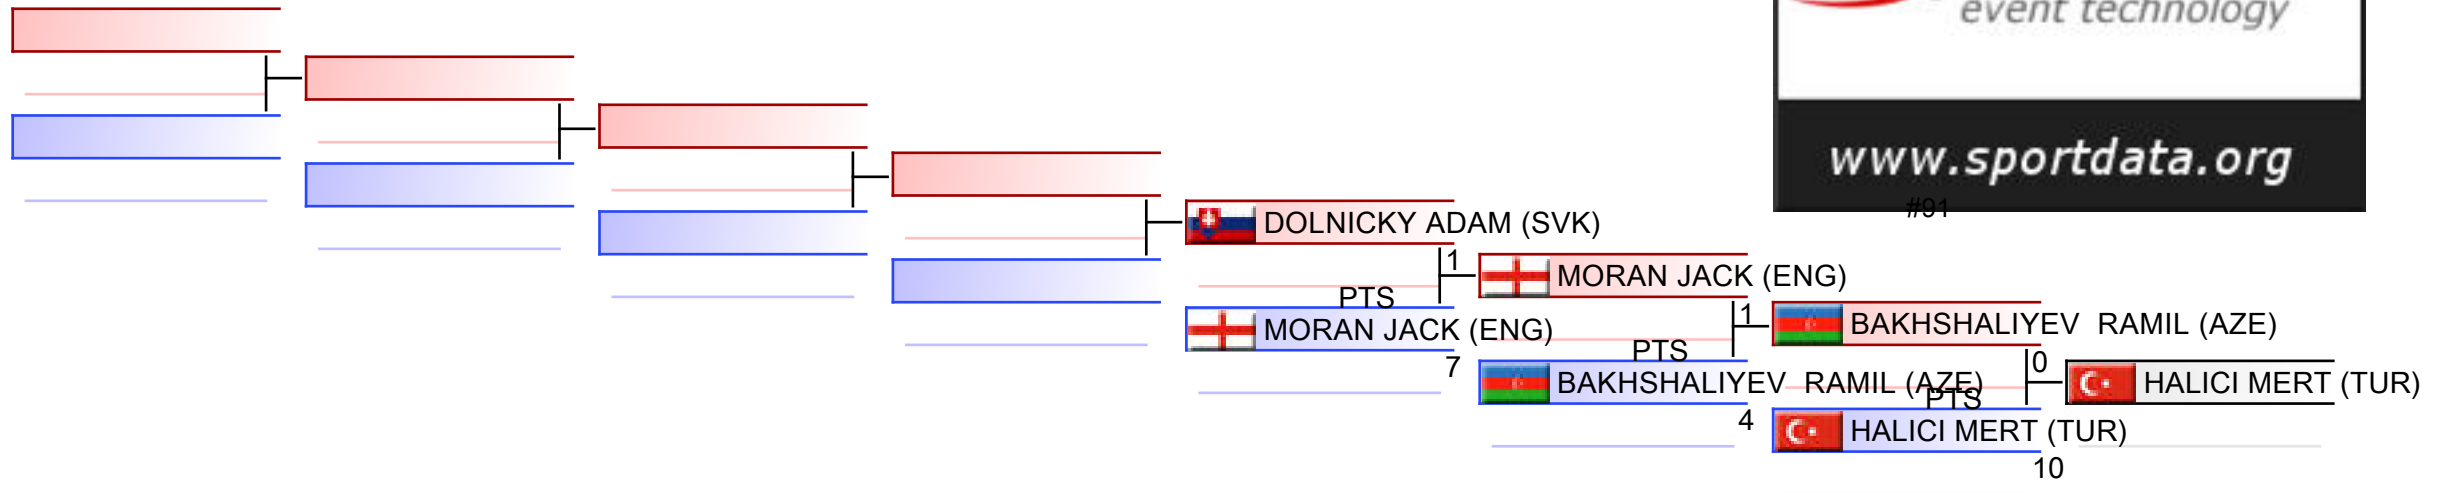 event technology
www.sportdata.org
#91
DOLNICKY ADAM (SVK)
1
MORAN JACK (ENG)
PTS
1
BAKHSHALIYEV  RAMIL (AZE)
MORAN JACK (ENG)
PTS
0
7
BAKHSHALIYEV  RAMIL (AZE)
HALICI MERT (TUR)
PTS
4
HALICI MERT (TUR)
10